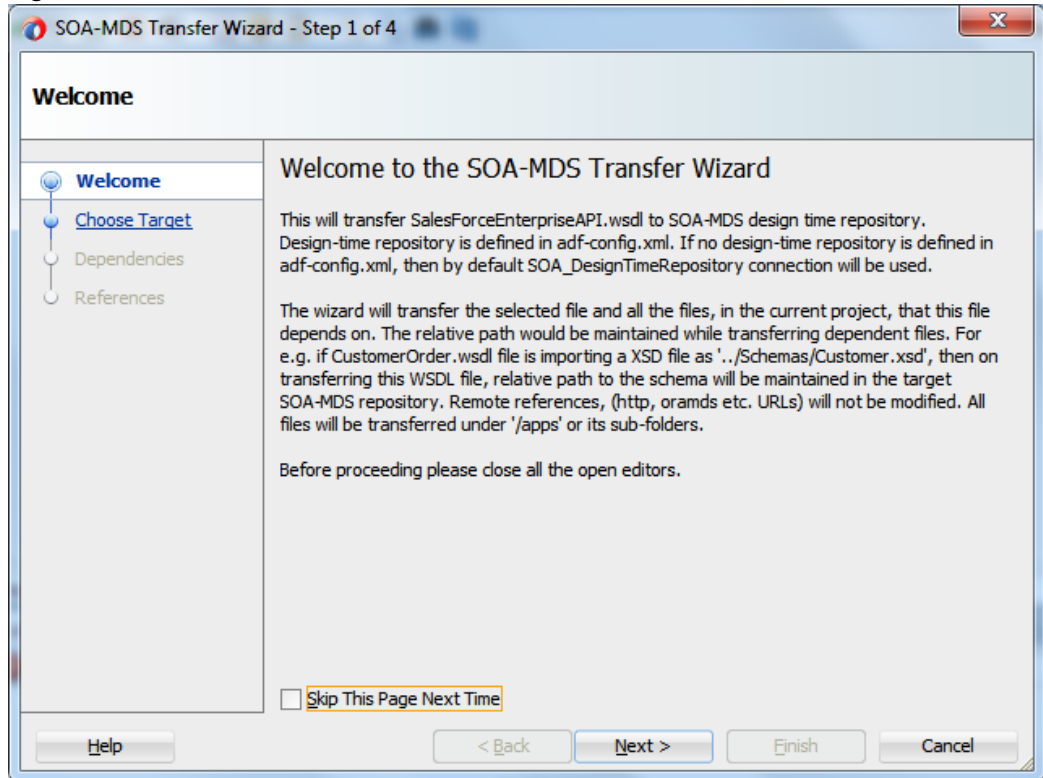 SOA-MDS Transfer Wizard - Step 1 of 4
Welcome
Welcome
Choose Target
Dependencies
References
Welcome to the SOA-MDS Transfer Wizard
This will transfer SalesForceEnterpriseAPI.wsdl to SOA-MDS design time repository.
Design-time repository is defined in adf-config.xml. If no design-time repository is defined in
adf-config.xml, then by default SOA_DesignTimeRepository connection will be used.
The wizard will transfer the selected file and all the files, in the current project, that this file
depends on. The relative path would be maintained while transferring dependent files. For
e.g. if CustomerOrder.wsdl file is importing a XSD file as '../Schemas/Customer.xsd', then on
transferring this WSDL file, relative path to the schema will be maintained in the target
SOA-MDS repository. Remote references, (http, oramds etc. URLs) will not be modified. All
files will be transferred under '/apps' or its sub-folders.
Before proceeding please close all the open editors.
Skip This Page Next Time
Help
< Back
Next >
Finish
Cancel